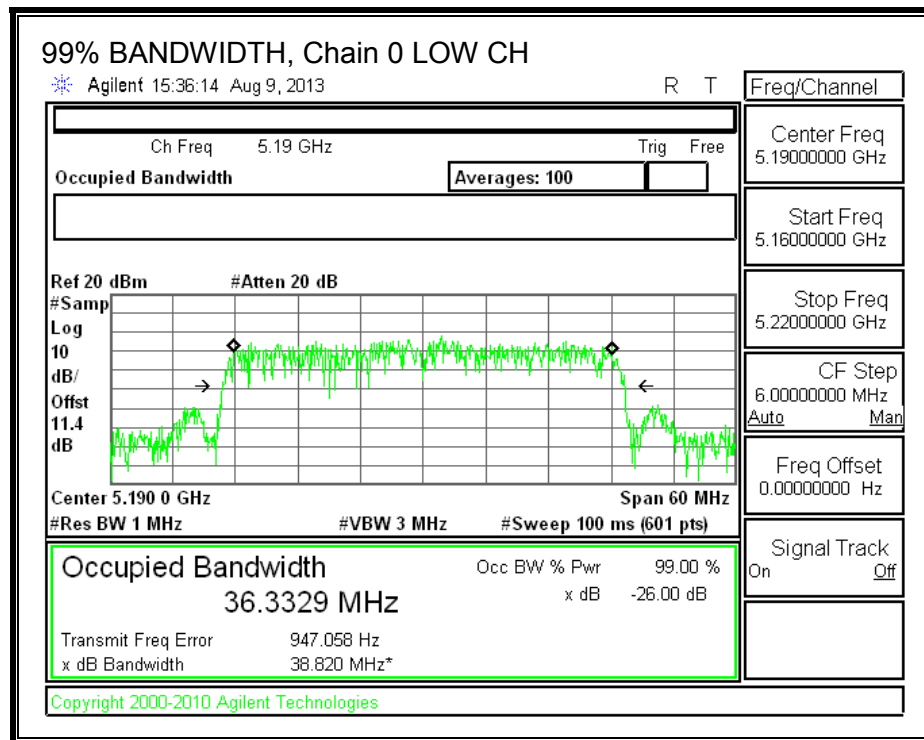 99% BANDWIDTH, Chain 0 LOW CH
Agilent 15:36:14 Aug 9, 2013 R T
Freq/Channel
Ch Freq 5.19 GHz Trig Free
Occupied Bandwidth Averages: 100
Center Freq
5.19000000 GHz
Start Freq
5.16000000 GHz
Stop Freq
5.22000000 GHz
CF Step
6.00000000 MHz
Auto Man
Freq Offset
0.00000000 Hz
Signal Track
On Off
Ref 20 dBm #Atten 20 dB
#Samp
Log
10
dB/
Offst
11.4
dB
Center 5.190 0 GHz Span 60 MHz
#Res BW 1 MHz #VBW 3 MHz #Sweep 100 ms (601 pts)
Occupied Bandwidth Occ BW % Pwr 99.00 %
36.3329 MHz x dB -26.00 dB
Transmit Freq Error 947.058 Hz
x dB Bandwidth 38.820 MHz*
Copyright 2000-2010 Agilent Technologies